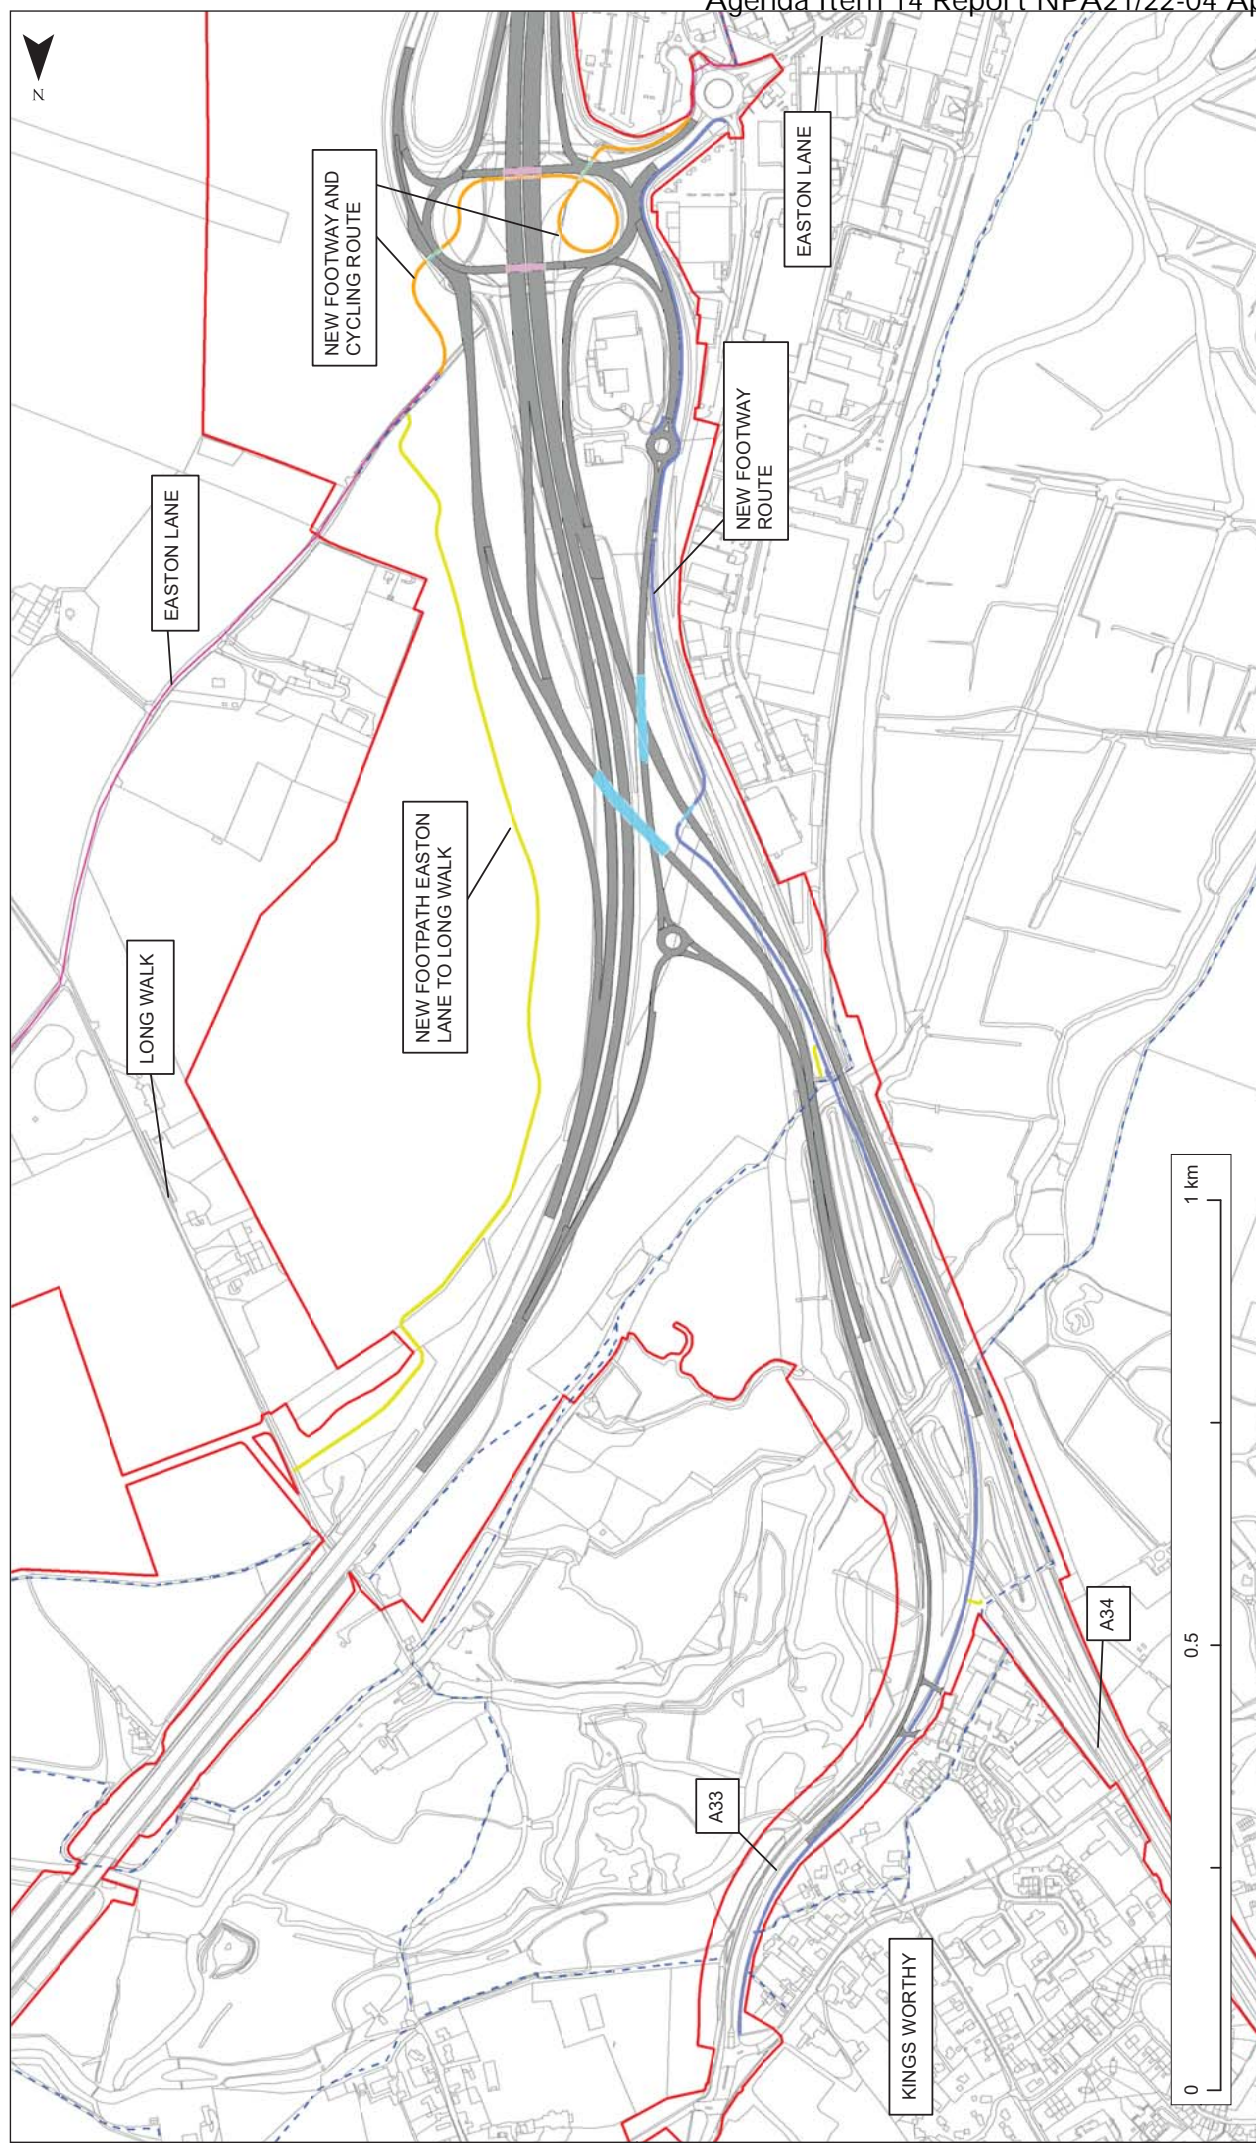 Agenda Item 14 Report NPA21/22-04 Ap
N
NEW FOOTWAY AND
CYCLING ROUTE
EASTON LANE
EASTON LANE
NEW FOOTWAY
ROUTE
LONG WALK
NEW FOOTPATH EASTON
LANE TO LONG WALK
A34
A33
KINGS WORTHY
0
0.5
1 km